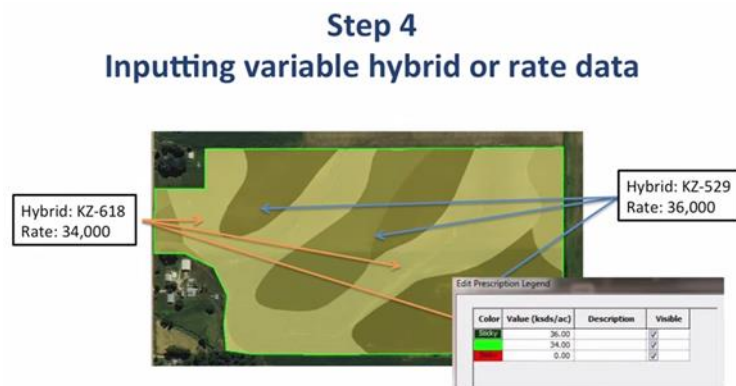 Step 4
Inputting variable hybrid or rate data
Hybrid: KZ-618
Rate: 34,000
Hybrid: KZ-529
Rate: 36,000
Edit Prescription Legend
Color Value (ksds/ac) Description Visible
36.00
34.00
0.00